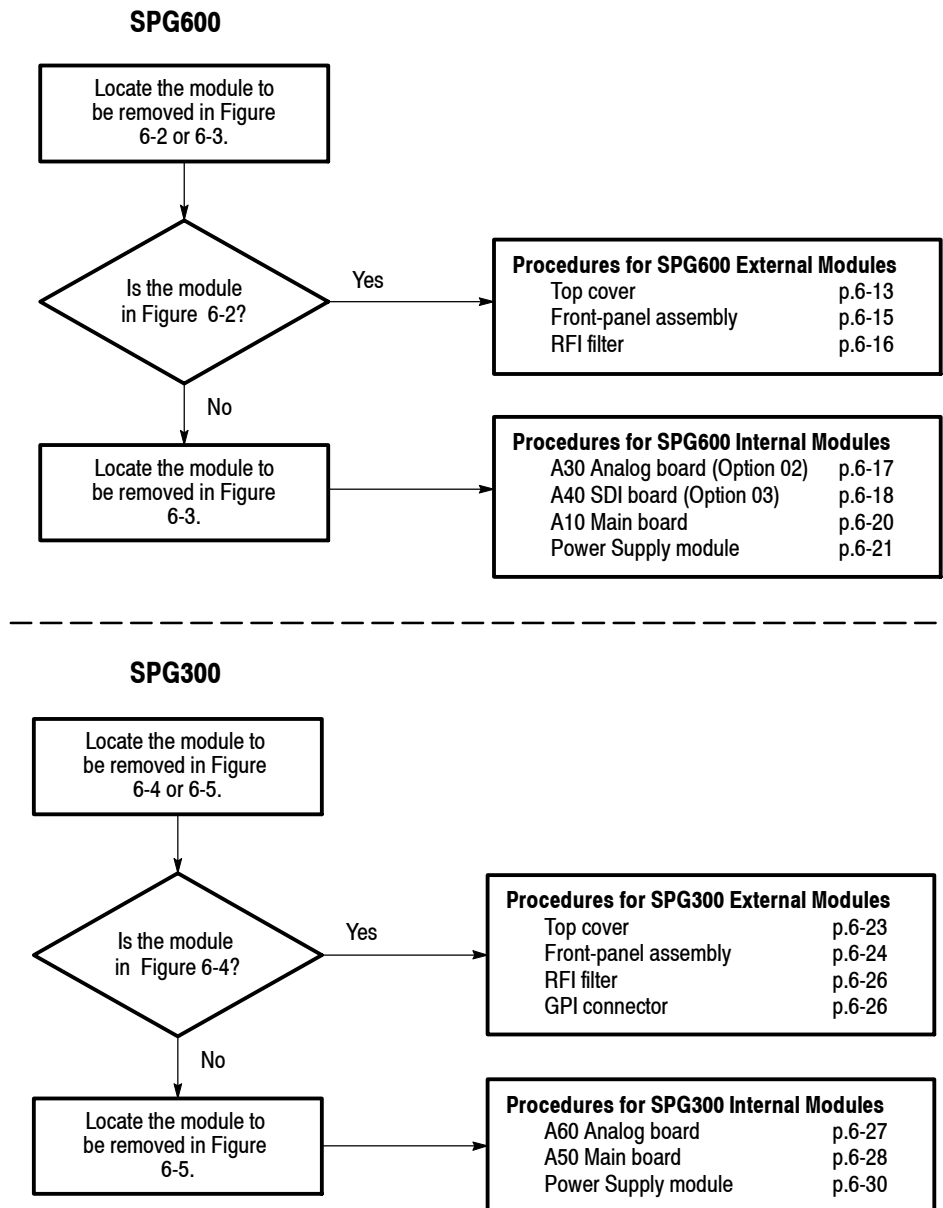 SPG600
Locate the module to
be removed in Figure
6-2 or 6-3.
Is the module
in Figure 6-2?
Yes
No
Procedures for SPG600 External Modules
Top cover p.6-13
Front-panel assembly p.6-15
RFI filter p.6-16
Locate the module to
be removed in Figure
6-3.
Procedures for SPG600 Internal Modules
A30 Analog board (Option 02) p.6-17
A40 SDI board (Option 03) p.6-18
A10 Main board p.6-20
Power Supply module p.6-21
SPG300
Locate the module to
be removed in Figure
6-4 or 6-5.
Is the module
in Figure 6-4?
Yes
No
Procedures for SPG300 External Modules
Top cover p.6-23
Front-panel assembly p.6-24
RFI filter p.6-26
GPI connector p.6-26
Locate the module to
be removed in Figure
6-5.
Procedures for SPG300 Internal Modules
A60 Analog board p.6-27
A50 Main board p.6-28
Power Supply module p.6-30